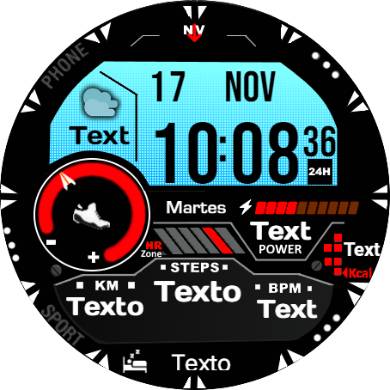 NV
PHONE
17 NOV
Text
10:08 36
24H
Martes
Text
POWER
- +
HR
Zone
Text
Kcal
STEPS
Texto
KM
Texto
BPM
Text
SPORT
Texto